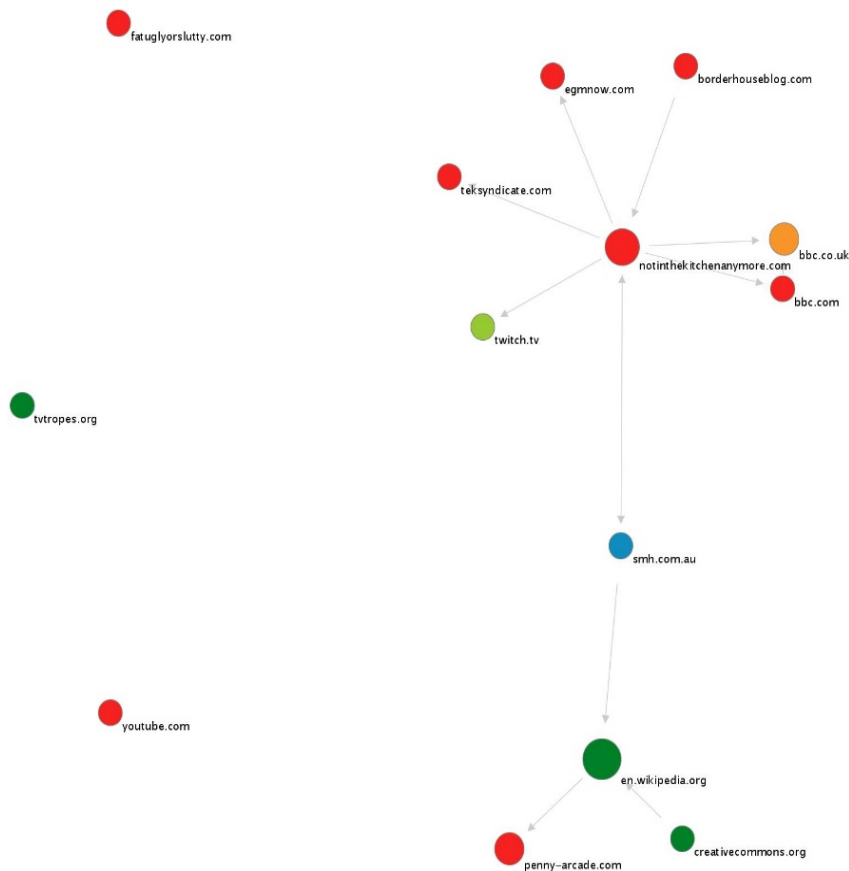 fatuglyorslutty.com
egmnow.com
borderhouseblog.com
teksyndicate.com
bbc.co.uk
notinthekitchenanymore.com
bbc.com
twitch.tv
tvtropes.org
smh.com.au
youtube.com
en.wikipedia.org
creativecommons.org
penny-arcade.com